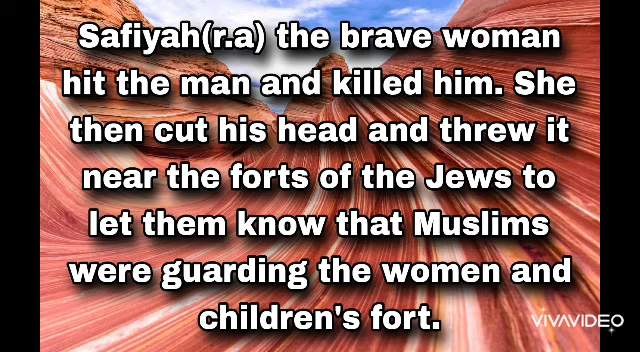 Safiyah(r.a) the brave woman
hit the man and killed him. She
then cut his head and threw it
near the forts of the Jews to
let them know that Muslims
were guarding the women and
children's fort.
VIVAVIDEO